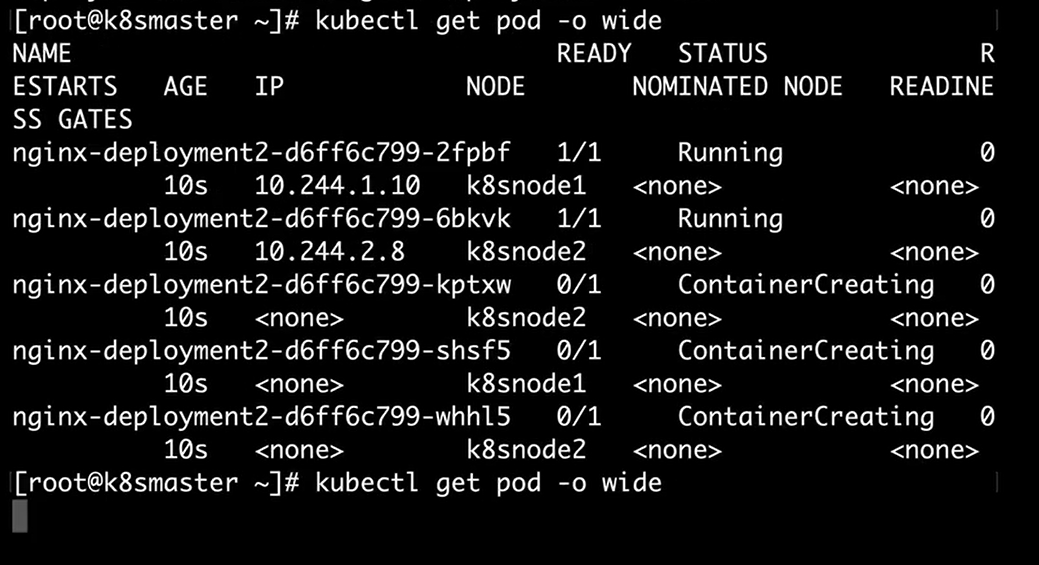 [root@k8smaster ~]# kubectl get pod -o wide
NAME                                READY   STATUS              R
ESTARTS   AGE   IP            NODE       NOMINATED NODE   READINE
SS GATES
nginx-deployment2-d6ff6c799-2fpbf   1/1     Running             0
          10s   10.244.1.10   k8snode1   <none>           <none>
nginx-deployment2-d6ff6c799-6bkvk   1/1     Running             0
          10s   10.244.2.8    k8snode2   <none>           <none>
nginx-deployment2-d6ff6c799-kptxw   0/1     ContainerCreating   0
          10s   <none>        k8snode2   <none>           <none>
nginx-deployment2-d6ff6c799-shsf5   0/1     ContainerCreating   0
          10s   <none>        k8snode1   <none>           <none>
nginx-deployment2-d6ff6c799-whhl5   0/1     ContainerCreating   0
          10s   <none>        k8snode2   <none>           <none>
[root@k8smaster ~]# kubectl get pod -o wide